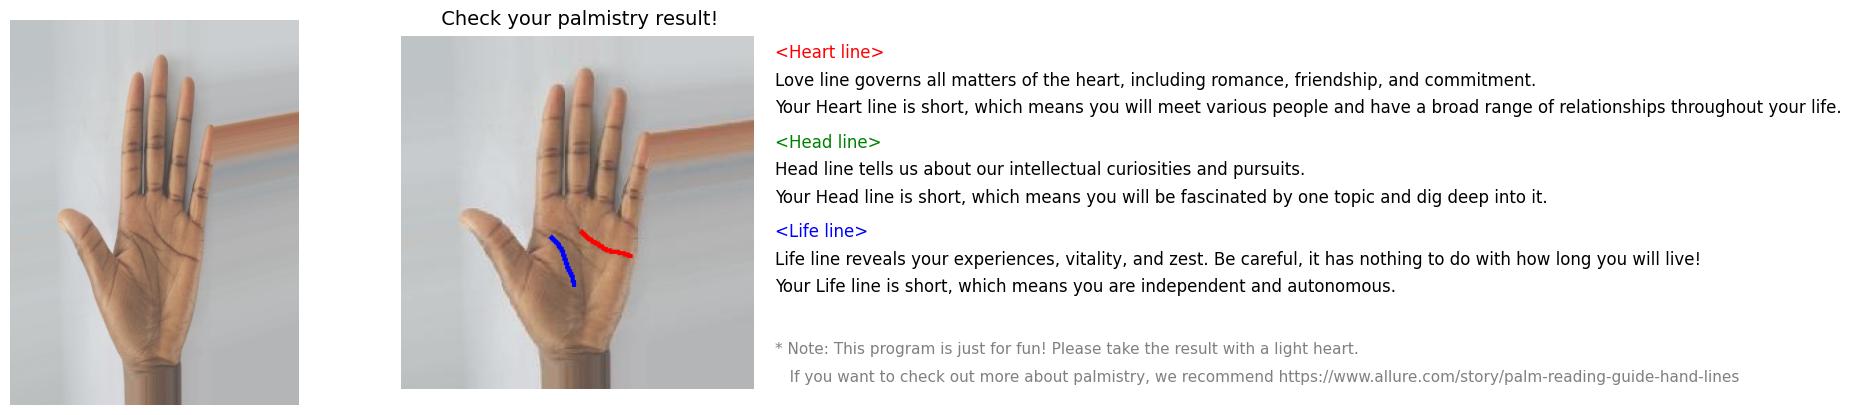 Check your palmistry result!
<Heart line>
Love line governs all matters of the heart, including romance, friendship, and commitment.
Your Heart line is short, which means you will meet various people and have a broad range of relationships throughout your life.
<Head line>
Head line tells us about our intellectual curiosities and pursuits.
Your Head line is short, which means you will be fascinated by one topic and dig deep into it.
<Life line>
Life line reveals your experiences, vitality, and zest. Be careful, it has nothing to do with how long you will live!
Your Life line is short, which means you are independent and autonomous.
* Note: This program is just for fun! Please take the result with a light heart.
If you want to check out more about palmistry, we recommend https://www.allure.com/story/palm-reading-guide-hand-lines